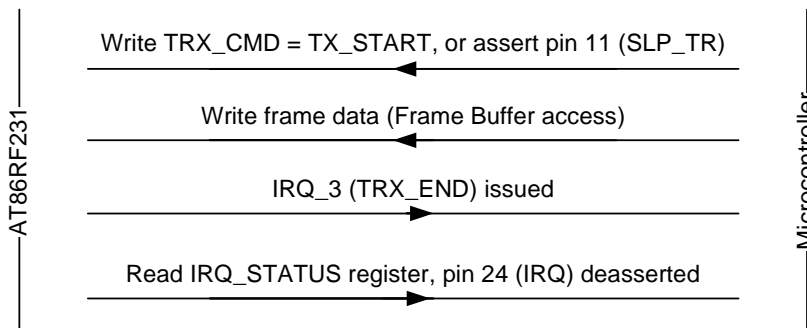 Write TRX_CMD = TX_START, or assert pin 11 (SLP_TR)
Write frame data (Frame Buffer access)
IRQ_3 (TRX_END) issued
Read IRQ_STATUS register, pin 24 (IRQ) deasserted
AT86RF231
Microcontroller